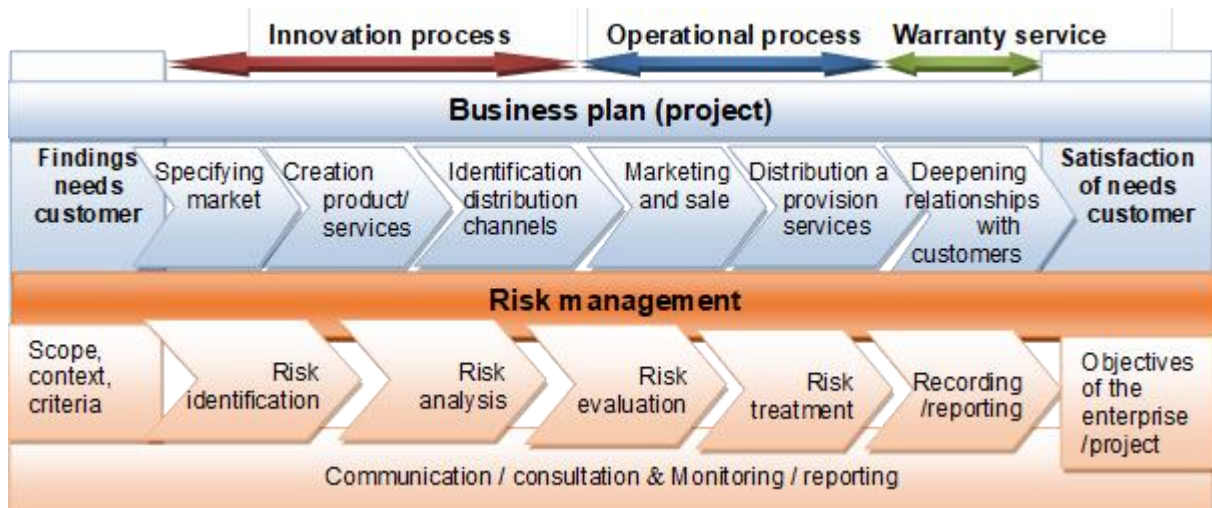 Innovation process
Operational process
Warranty service
Business plan (project)
Findings
needs
customer
Specifying
market
Creation
product/
services
Identification
distribution
channels
Marketing
and sale
Distribution a
provision
services
Deepening
relationships
with
customers
Satisfaction
of needs
customer
Risk management
Scope,
context,
criteria
Risk
identification
Risk
analysis
Risk
evaluation
Risk
treatment
Recording
/reporting
Objectives
of the
enterprise
/project
Communication / consultation & Monitoring / reporting